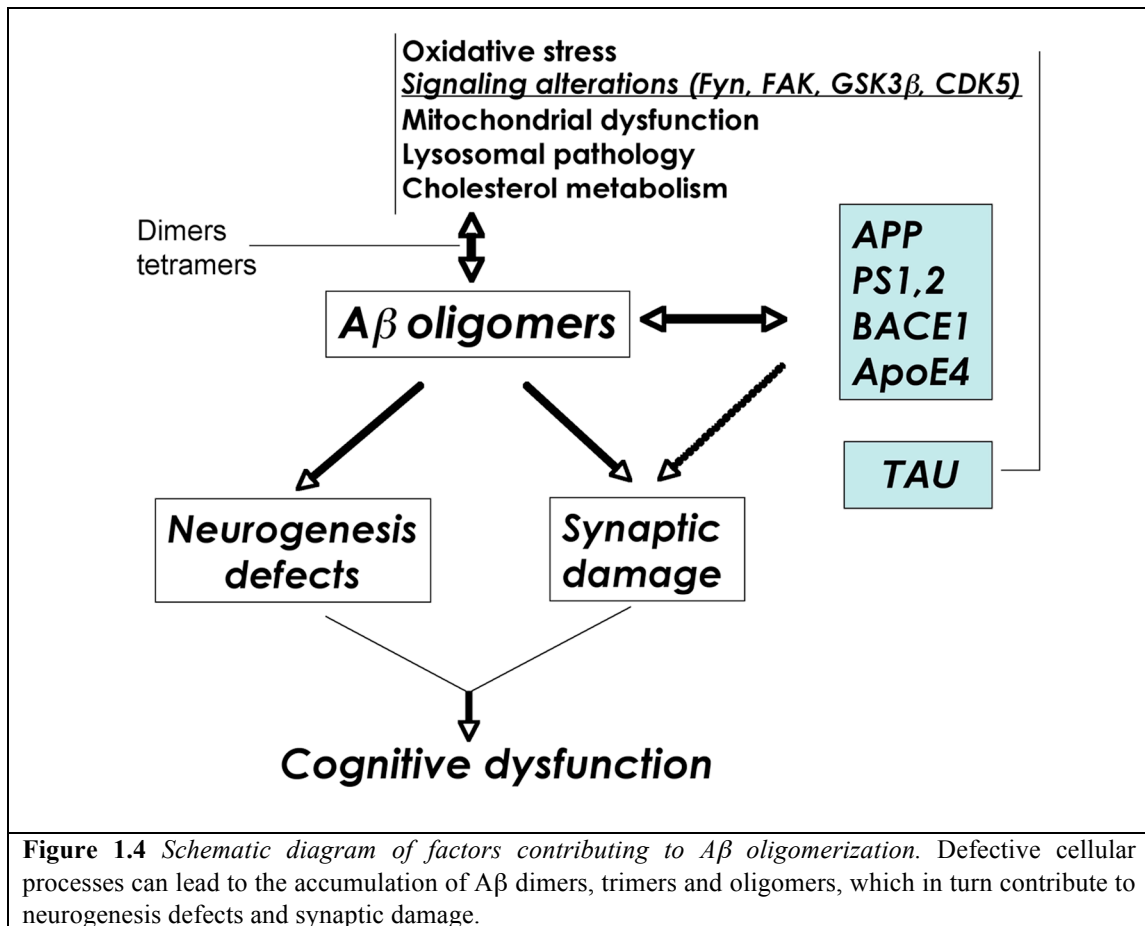 Oxidative stress
Signaling alterations (Fyn, FAK, GSK3β, CDK5)
Mitochondrial dysfunction
Lysosomal pathology
Cholesterol metabolism
Dimers
tetramers
Aβ oligomers
APP
PS1,2
BACE1
ApoE4
TAU
Neurogenesis
defects
Synaptic
damage
Cognitive dysfunction
Figure 1.4 Schematic diagram of factors contributing to Aβ oligomerization. Defective cellular
processes can lead to the accumulation of Aβ dimers, trimers and oligomers, which in turn contribute to
neurogenesis defects and synaptic damage.